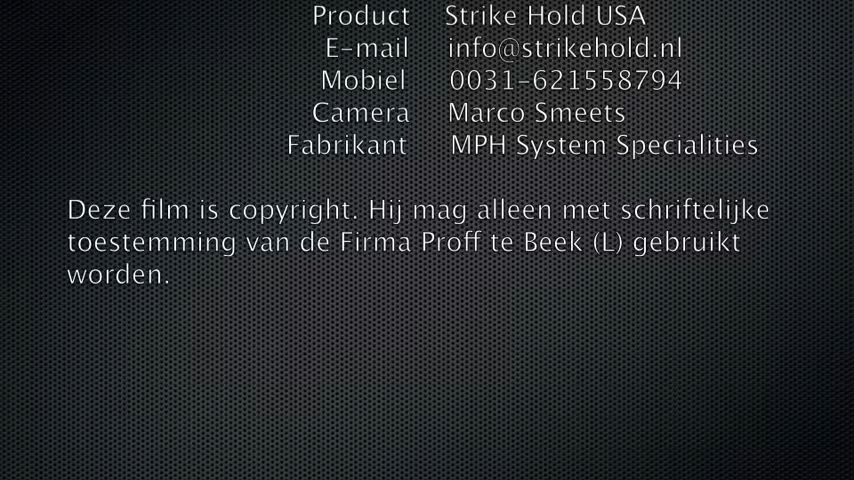 Product Strike Hold USA
E-mail info@strikehold.nl
Mobiel 0031-621558794
Camera Marco Smeets
Fabrikant MPH System Specialities
Deze film is copyright. Hij mag alleen met schriftelijke
toestemming van de Firma Proff te Beek (L) gebruikt
worden.